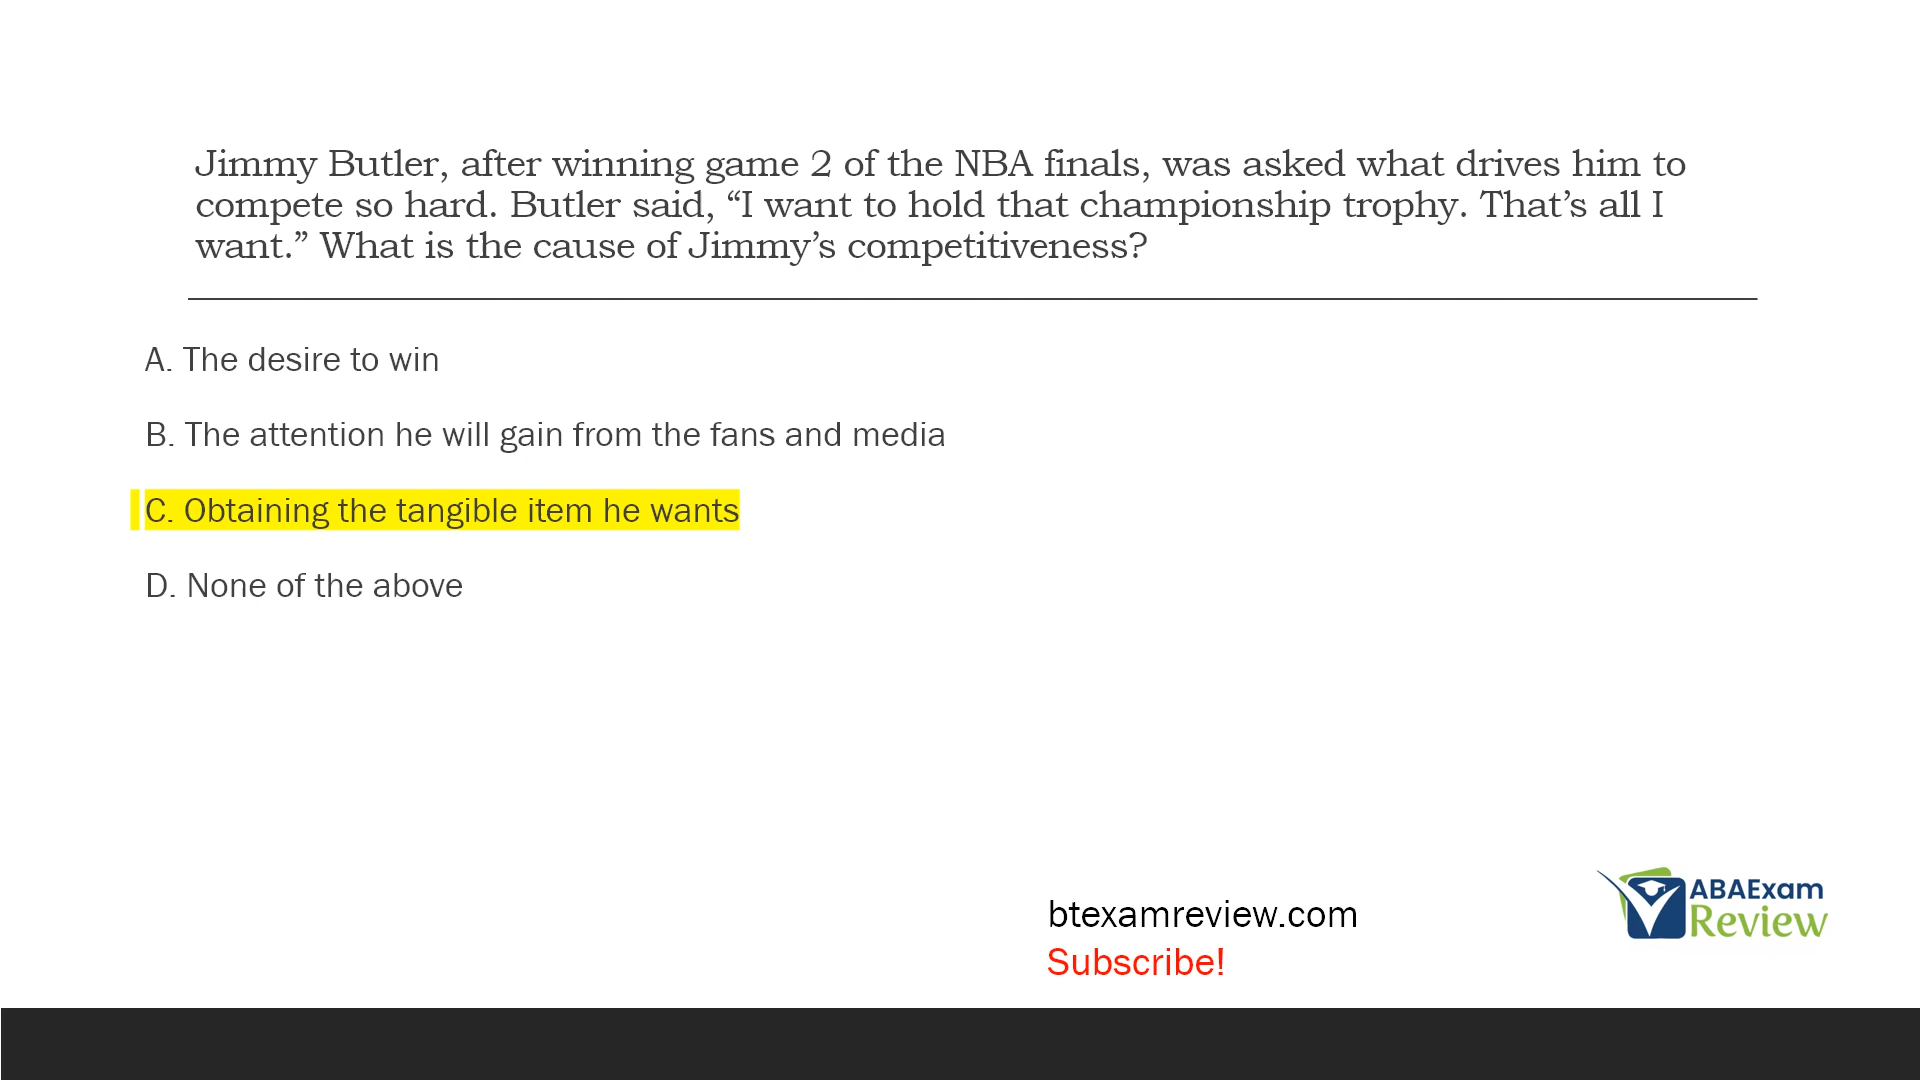 Jimmy Butler, after winning game 2 of the NBA finals, was asked what drives him to
compete so hard. Butler said, “I want to hold that championship trophy. That’s all I
want.” What is the cause of Jimmy’s competitiveness?
A. The desire to win
B. The attention he will gain from the fans and media
C. Obtaining the tangible item he wants
D. None of the above
btexamreview.com
Subscribe!
ABAExam
Review